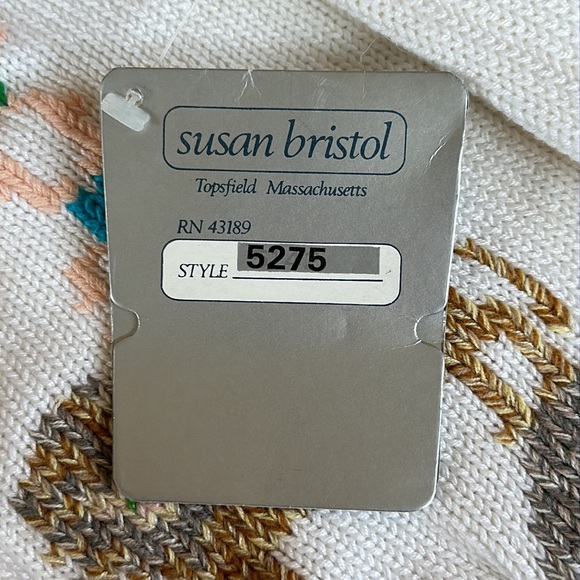 susan bristol
Topsfield Massachusetts
RN 43189
STYLE 5275